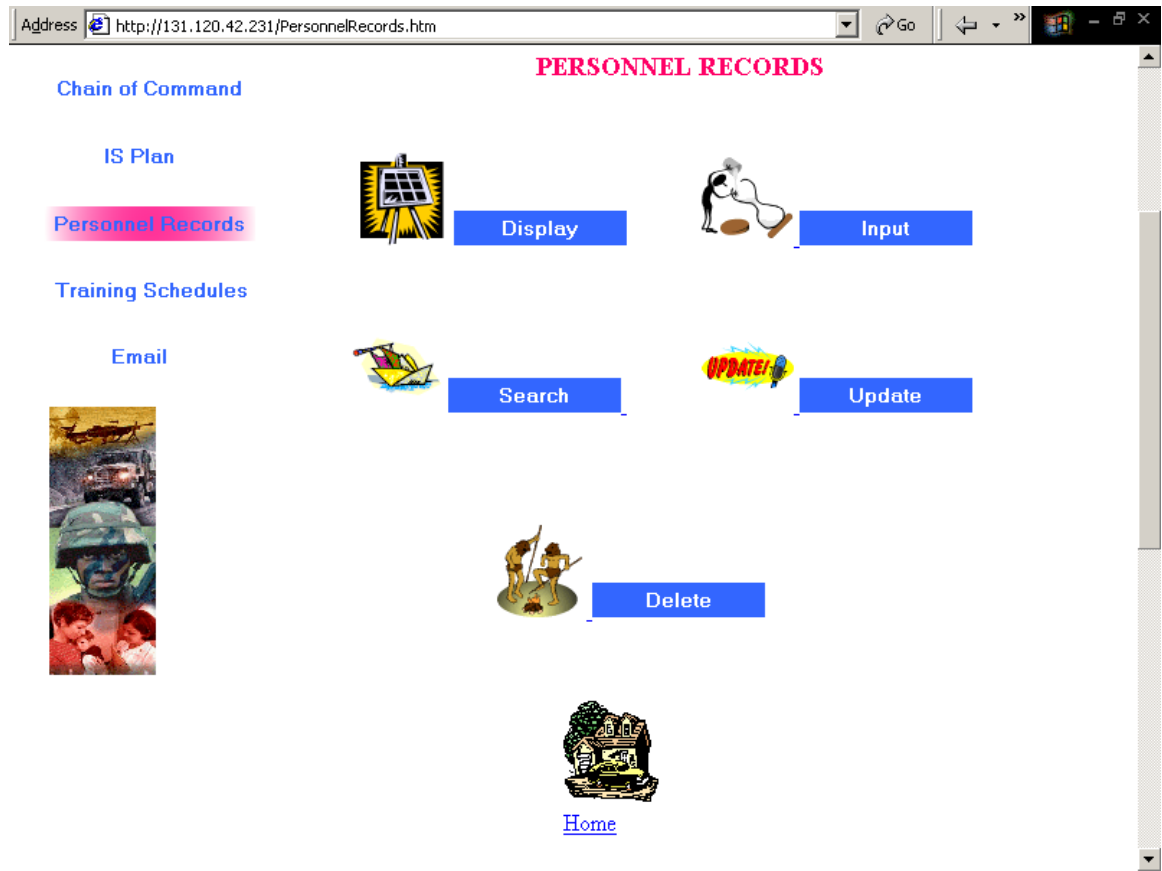 Address http://131.120.42.231/PersonnelRecords.htm Go »
PERSONNEL RECORDS
Chain of Command
IS Plan
Personnel Records
Display Input
Training Schedules
Email
UPDATE!
Search Update
Delete
Home